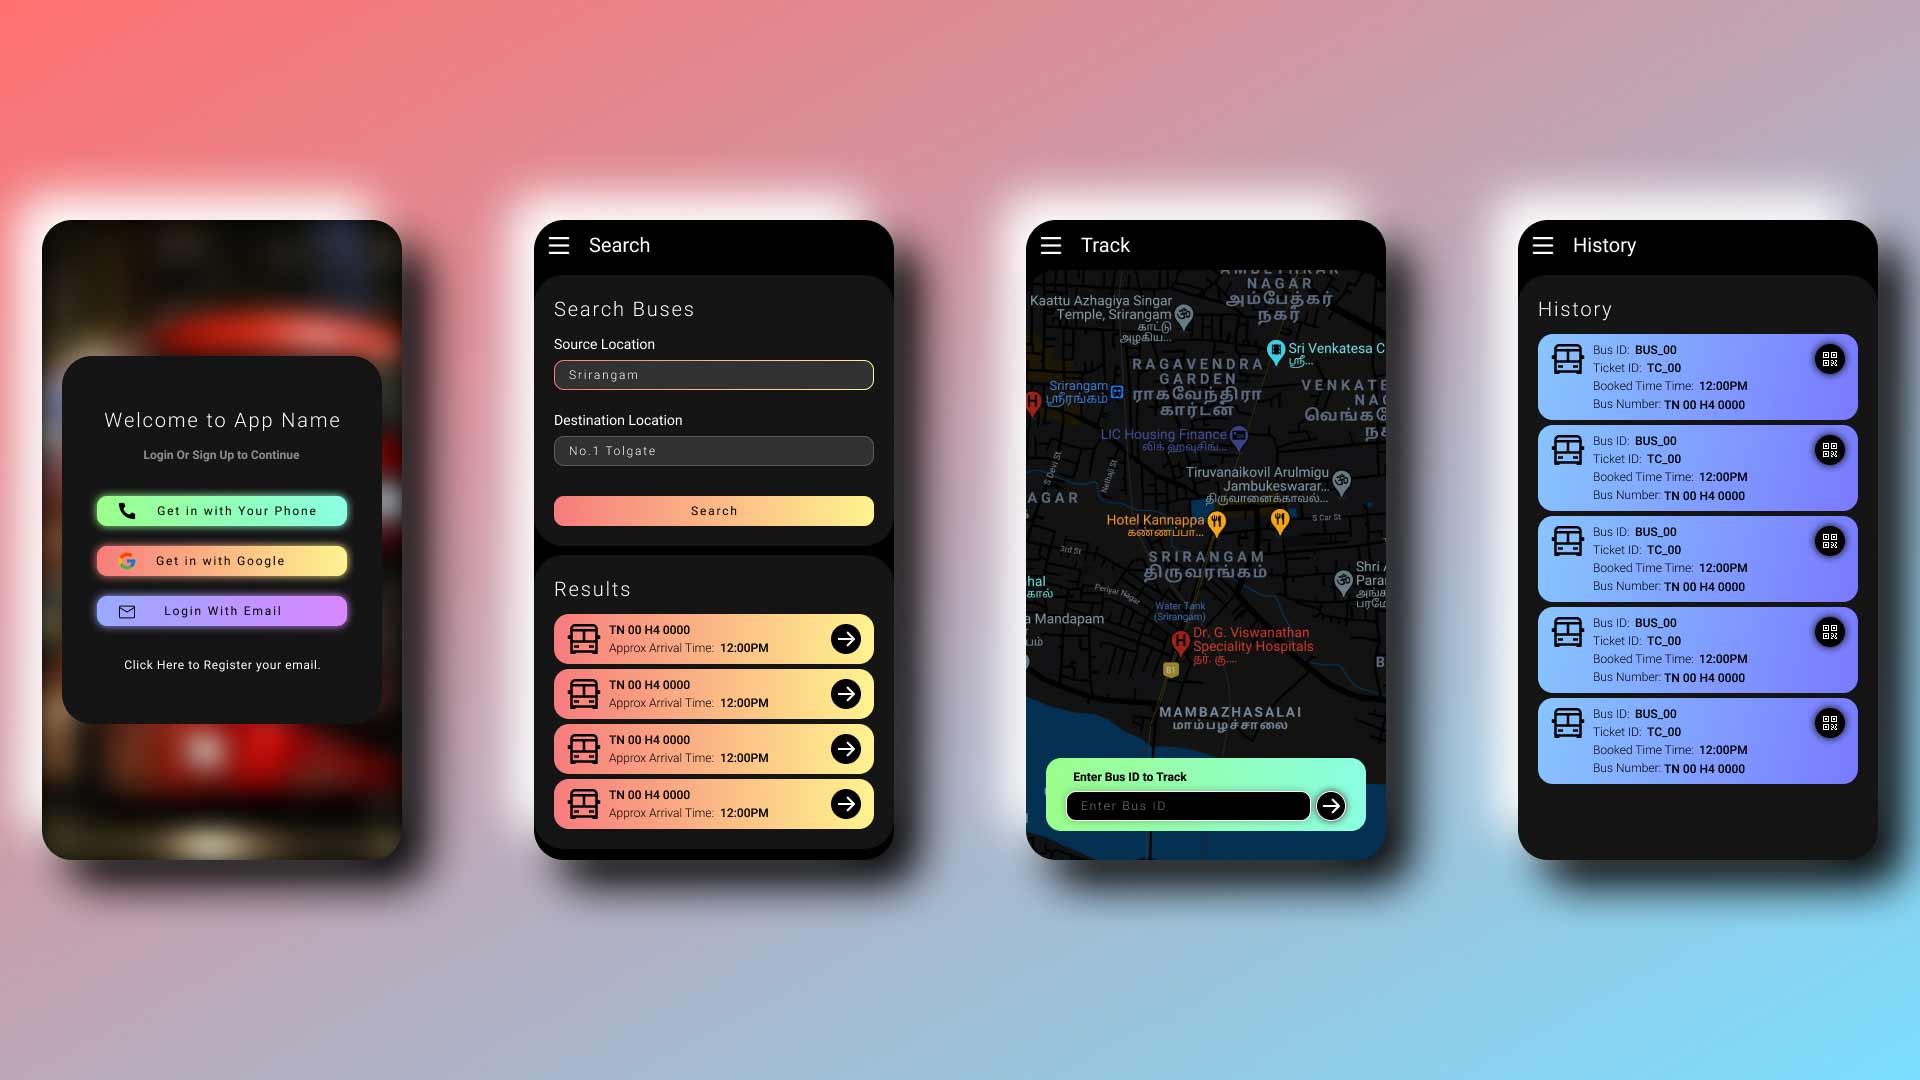 Welcome to App Name
Login Or Sign Up to Continue
Get in with Your Phone
Get in with Google
Login With Email
Click Here to Register your email.
Search
Search Buses
Source Location
Srirangam
Destination Location
No.1 Tolgate
Search
Results
TN 00 H4 0000
Approx Arrival Time: 12:00PM
TN 00 H4 0000
Approx Arrival Time: 12:00PM
TN 00 H4 0000
Approx Arrival Time: 12:00PM
TN 00 H4 0000
Approx Arrival Time: 12:00PM
Track
NAGAR
அம்பேத்கர்
நகர்
Kaattu Azhagiya Singar
Temple, Srirangam
காட்டு
அழகிய...
Sri Venkatesa C
ஸ்ரீ...
RAGAVENDRA
GARDEN
ராகவேந்திரா
கார்டன்
VENKATE
NAG
வெங்கடே
ந
Srirangam
ஸ்ரீரங்கம்
H
LIC Housing Finance
லிக் ஹவுசிங்...
S Devi St
Nethaji St
Tiruvanaikovil Arulmigu
Jambukeswarar...
திருவானைக்காவல்...
AGAR
Hotel Kannappa
கண்ணப்பா...
S Car St
3rd St
SRIRANGAM
திருவரங்கம்
hal
கால்
Shri
Para
Periyar Nagar
Water Tank
(Srirangam)
a Mandapam
டபம்
H
Dr. G. Viswanathan
Speciality Hospitals
தர். கு....
81
B
MAMBAZHASALAI
மாம்பழச்சாலை
Enter Bus ID to Track
Enter Bus ID
History
History
Bus ID: BUS_00
Ticket ID: TC_00
Booked Time Time: 12:00PM
Bus Number: TN 00 H4 0000
Bus ID: BUS_00
Ticket ID: TC_00
Booked Time Time: 12:00PM
Bus Number: TN 00 H4 0000
Bus ID: BUS_00
Ticket ID: TC_00
Booked Time Time: 12:00PM
Bus Number: TN 00 H4 0000
Bus ID: BUS_00
Ticket ID: TC_00
Booked Time Time: 12:00PM
Bus Number: TN 00 H4 0000
Bus ID: BUS_00
Ticket ID: TC_00
Booked Time Time: 12:00PM
Bus Number: TN 00 H4 0000